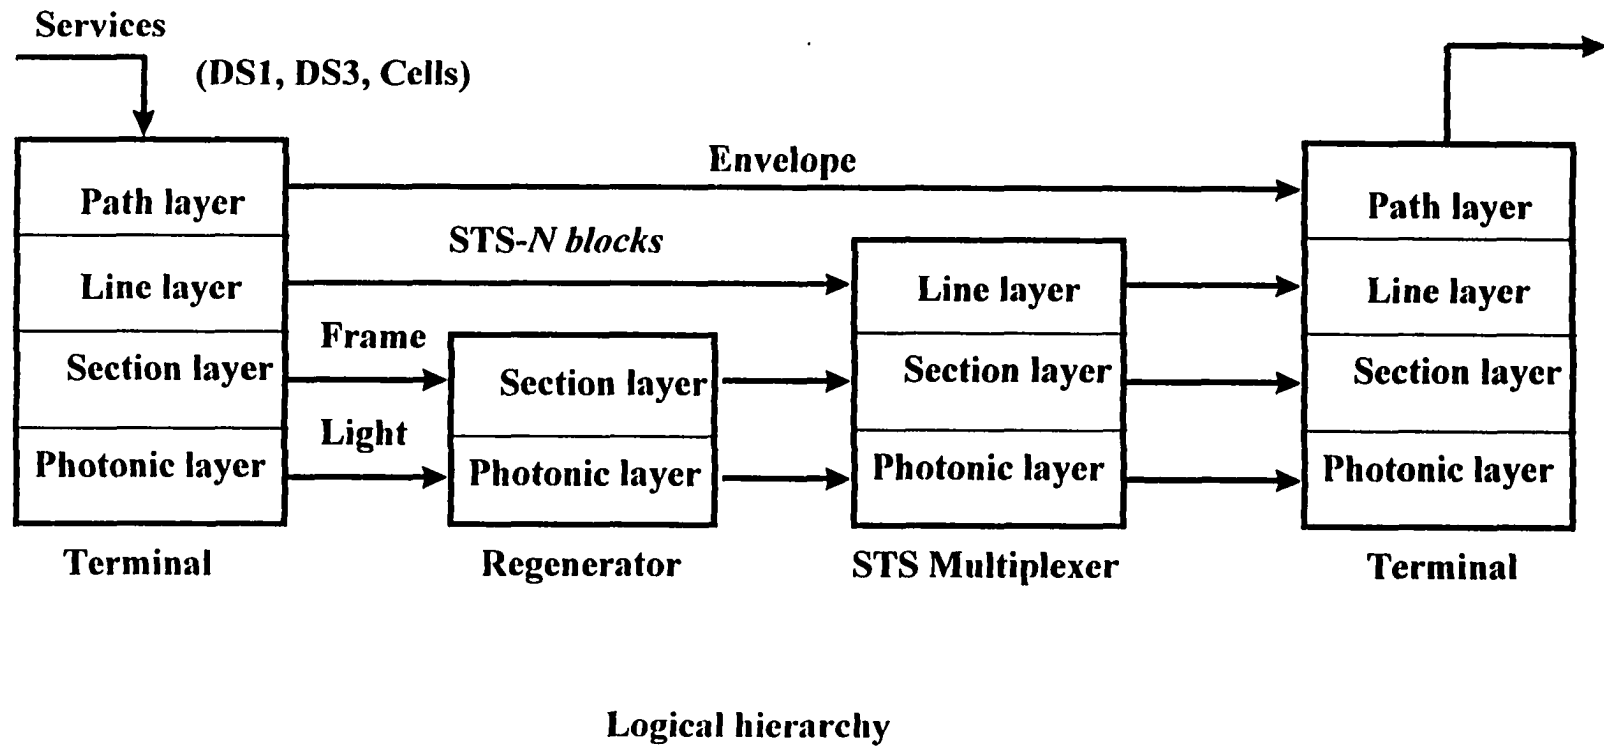 Services
(DS1, DS3, Cells)
Envelope
Path layer
Path layer
STS-N blocks
Line layer
Line layer
Line layer
Frame
Section layer
Section layer
Section layer
Section layer
Light
Photonic layer
Photonic layer
Photonic layer
Photonic layer
Terminal
Regenerator
STS Multiplexer
Terminal
Logical hierarchy